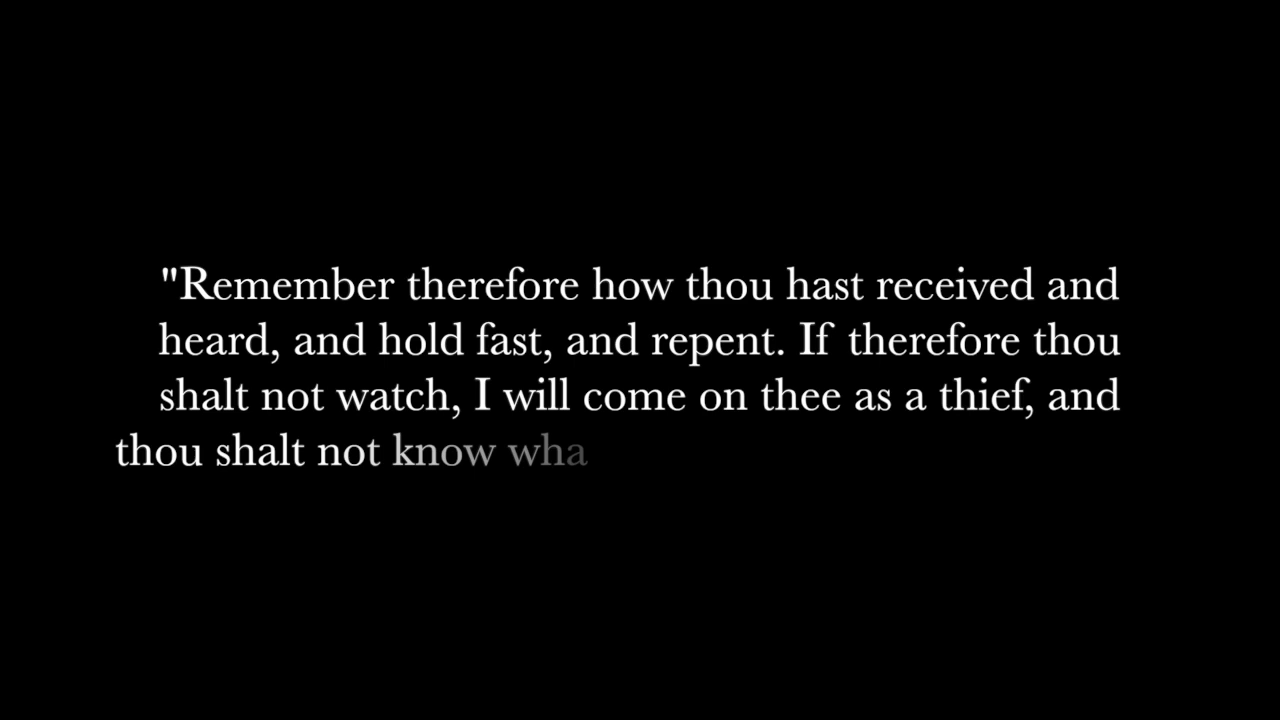 "Remember therefore how thou hast received and
heard, and hold fast, and repent. If therefore thou
shalt not watch, I will come on thee as a thief, and
thou shalt not know wha